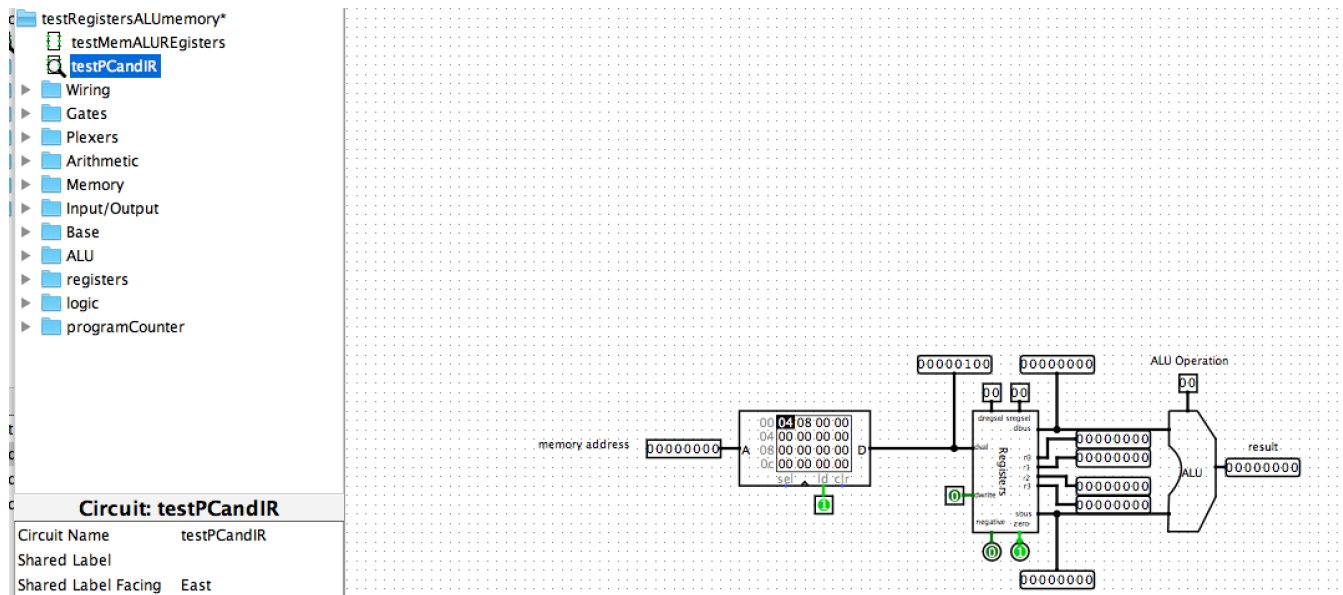 testRegistersALUmemory*
testMemALUREgisters
testPCandIR
Wiring
Gates
Plexers
Arithmetic
Memory
Input/Output
Base
ALU
registers
logic
programCounter
Circuit: testPCandIR
Circuit Name testPCandIR
Shared Label
Shared Label Facing East
00000100 00000000 ALU Operation
00 00 00
dregsel sregsel
dbus
memory address 00000000 A
00 04 08 00 00
04 00 00 00 00
08 00 00 00 00
0c 00 00 00 00
D
sel ld clr
1
dval
Registers
r0 00000000
r1 00000000
r2 00000000
r3 00000000
0 dwrite
sbus
negative zero
0 1
00000000
ALU
result
00000000